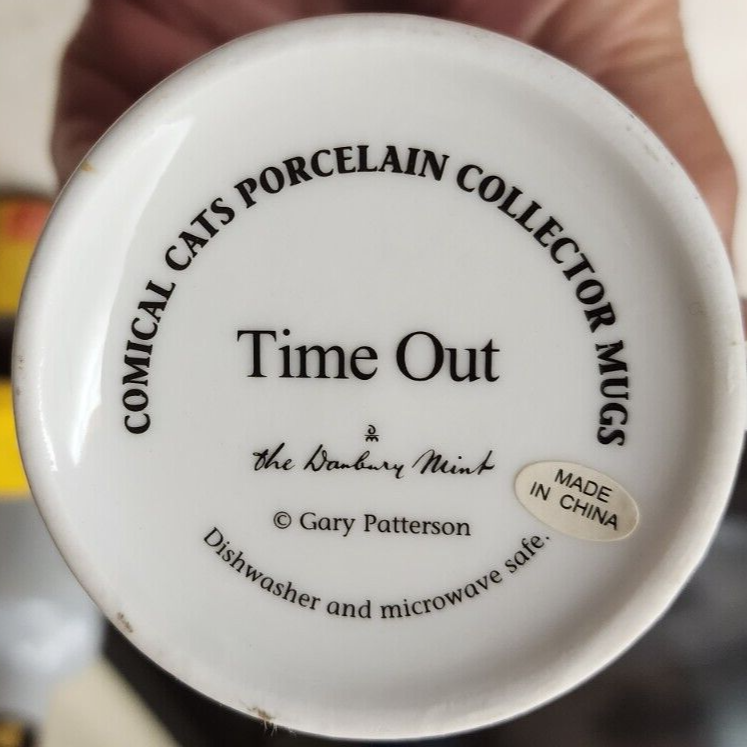 COMICAL CATS PORCELAIN COLLECTOR MUGS
Time Out
the Danbury Mint
© Gary Patterson
Dishwasher and microwave safe.
MADE
IN CHINA